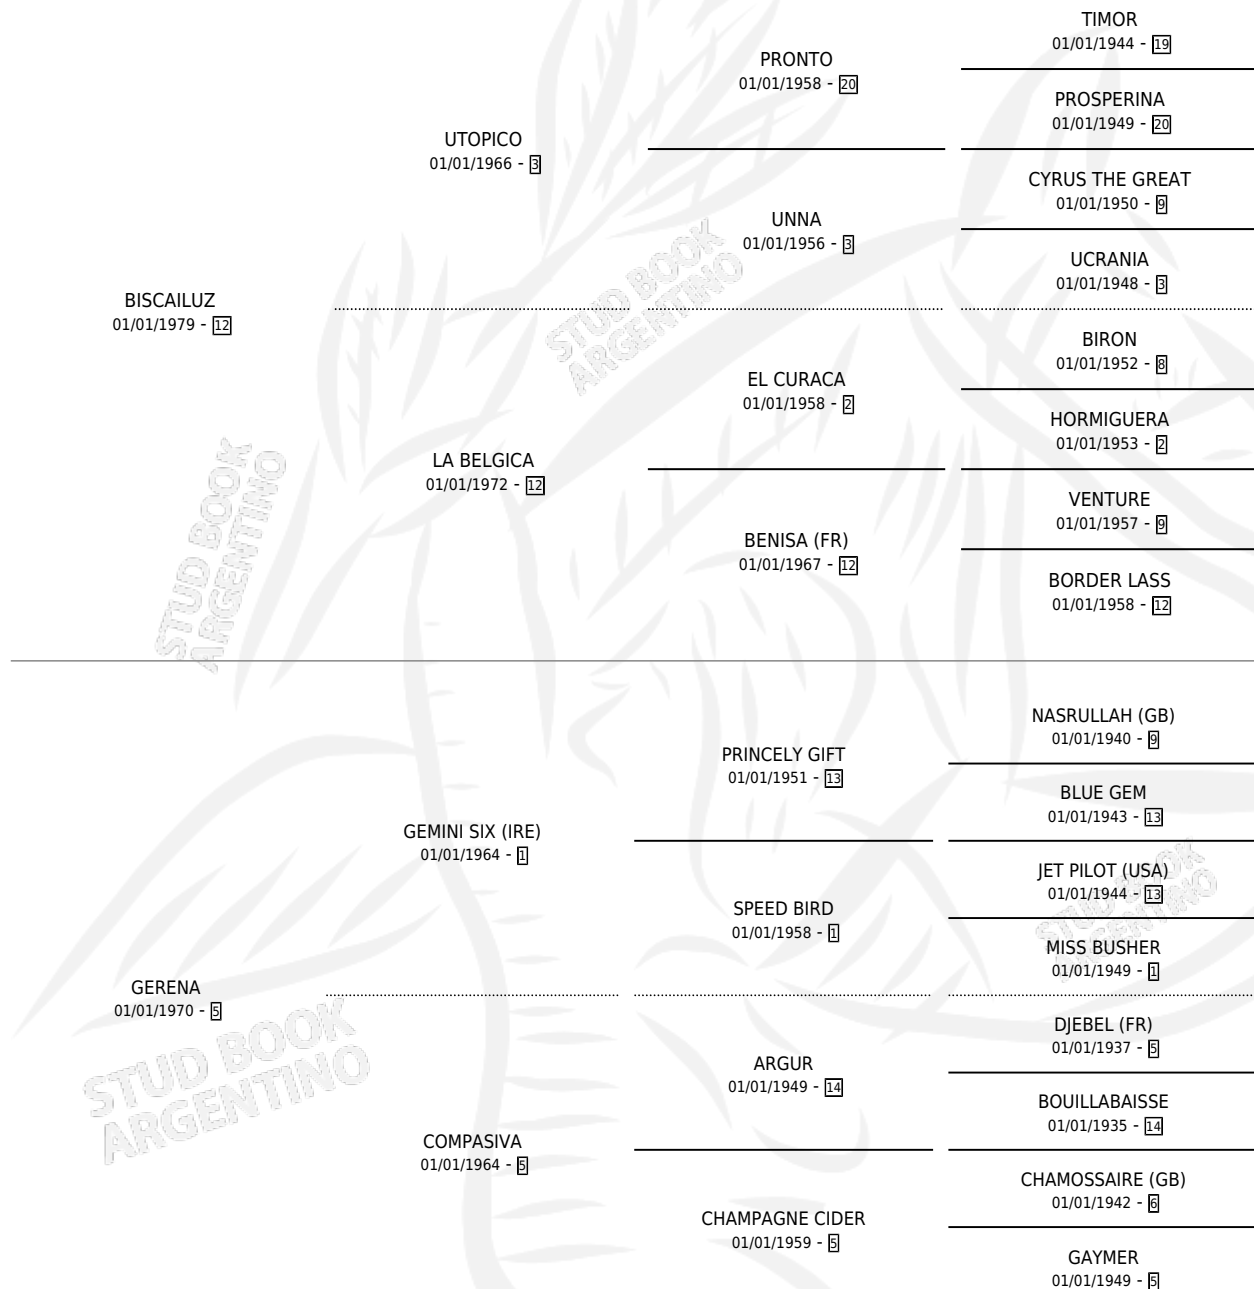 TIMOR
01/01/1944 - 19
PRONTO
01/01/1958 - 20
PROSPERINA
01/01/1949 - 20
UTOPICO
01/01/1966 - 3
CYRUS THE GREAT
01/01/1950 - 9
UNNA
01/01/1956 - 3
UCRANIA
01/01/1948 - 3
BISCAILUZ
01/01/1979 - 12
BIRON
01/01/1952 - 8
EL CURACA
01/01/1958 - 2
HORMIGUERA
01/01/1953 - 2
LA BELGICA
01/01/1972 - 12
VENTURE
01/01/1957 - 9
BENISA (FR)
01/01/1967 - 12
BORDER LASS
01/01/1958 - 12
NASRULLAH (GB)
01/01/1940 - 9
PRINCELY GIFT
01/01/1951 - 13
BLUE GEM
01/01/1943 - 13
GEMINI SIX (IRE)
01/01/1964 - 1
JET PILOT (USA)
01/01/1944 - 13
SPEED BIRD
01/01/1958 - 1
MISS BUSHER
01/01/1949 - 1
GERENA
01/01/1970 - 5
DJEBEL (FR)
01/01/1937 - 5
ARGUR
01/01/1949 - 14
BOUILLABAISSE
01/01/1935 - 14
COMPASIVA
01/01/1964 - 5
CHAMOSSAIRE (GB)
01/01/1942 - 6
CHAMPAGNE CIDER
01/01/1959 - 5
GAYMER
01/01/1949 - 5
STUD BOOK
ARGENTINO
STUD BOOK
ARGENTINO
STUD BOOK
ARGENTINO
STUD BOOK
ARGENTINO